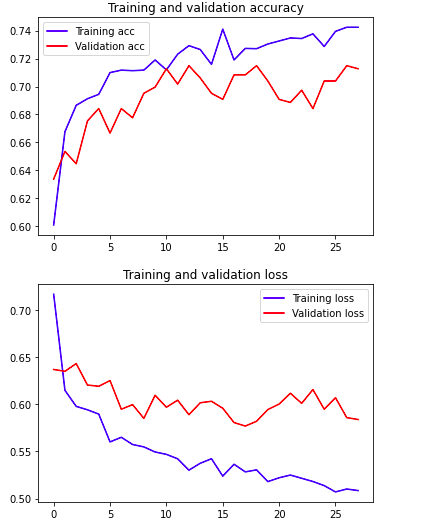 Training and validation accuracy
0.74
0.72
0.70
0.68
0.66
0.64
0.62
0.60
Training acc
Validation acc
0 5 10 15 20 25
Training and validation loss
0.70
0.65
0.60
0.55
0.50
Training loss
Validation loss
0 5 10 15 20 25